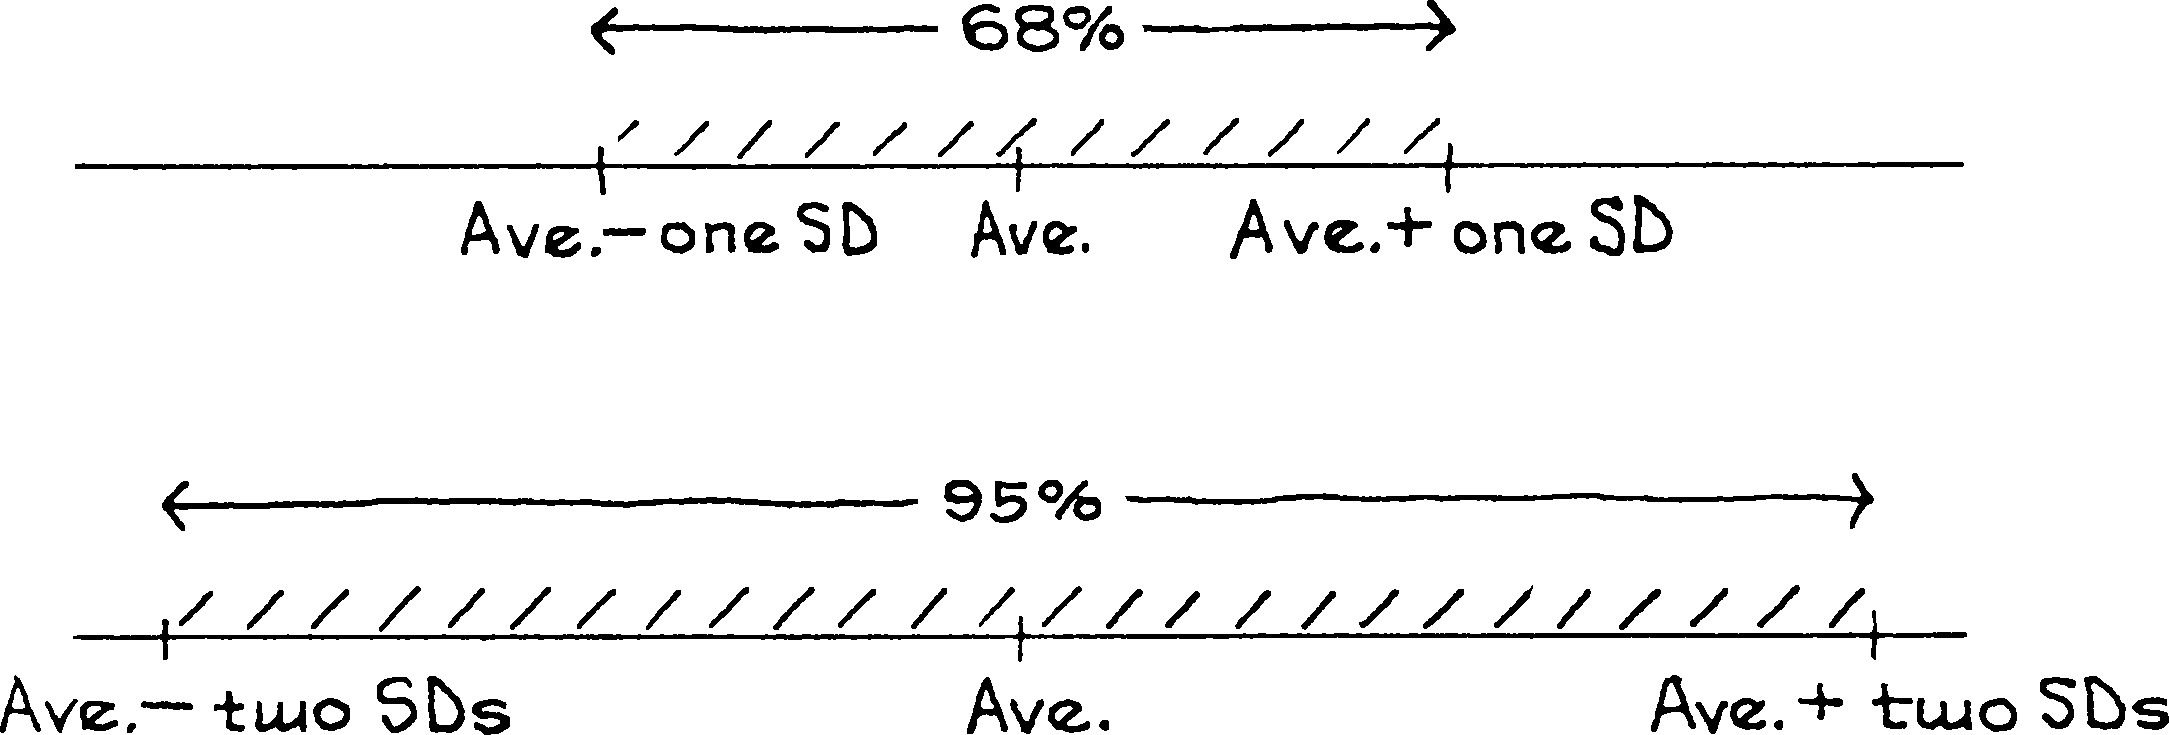 68%
Ave.- one SD Ave. Ave.+ one SD
95%
Ave.- two SDs Ave. Ave.+ two SDs